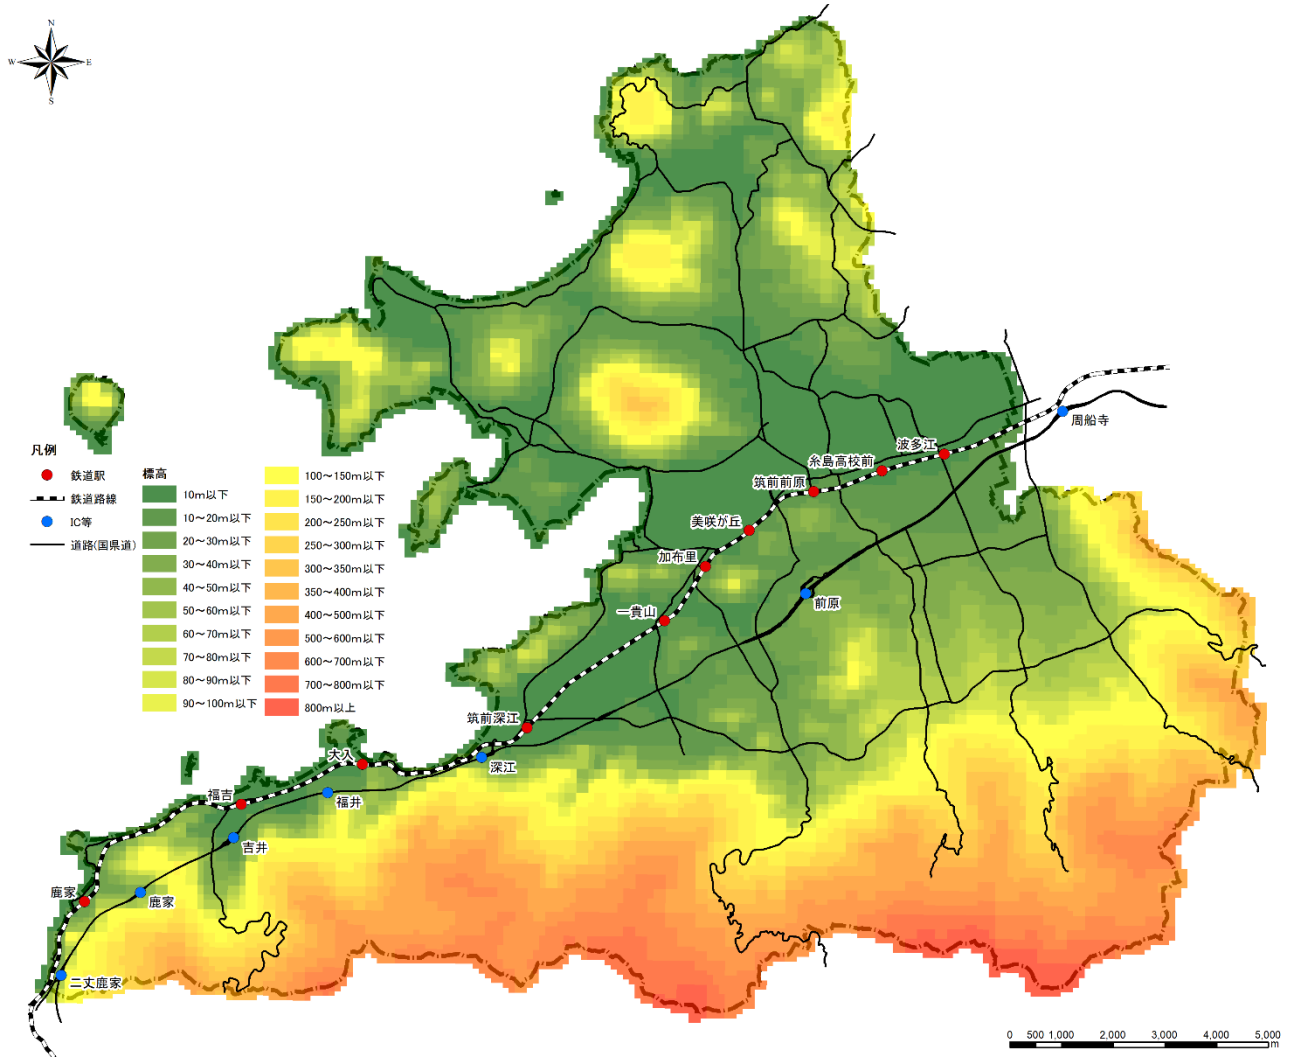 N
W
E
S
周船寺
波多江
糸島高校前
筑前前原
美咲が丘
加布里
前原
一貴山
筑前深江
深江
大入
福井
福吉
吉井
鹿家
鹿家
二丈鹿家
凡例
鉄道駅
鉄道路線
IC等
道路(国県道)
標高
10m以下
10～20m以下
20～30m以下
30～40m以下
40～50m以下
50～60m以下
60～70m以下
70～80m以下
80～90m以下
90～100m以下
100～150m以下
150～200m以下
200～250m以下
250～300m以下
300～350m以下
350～400m以下
400～500m以下
500～600m以下
600～700m以下
700～800m以下
800m以上
0 500 1,000 2,000 3,000 4,000 5,000
m